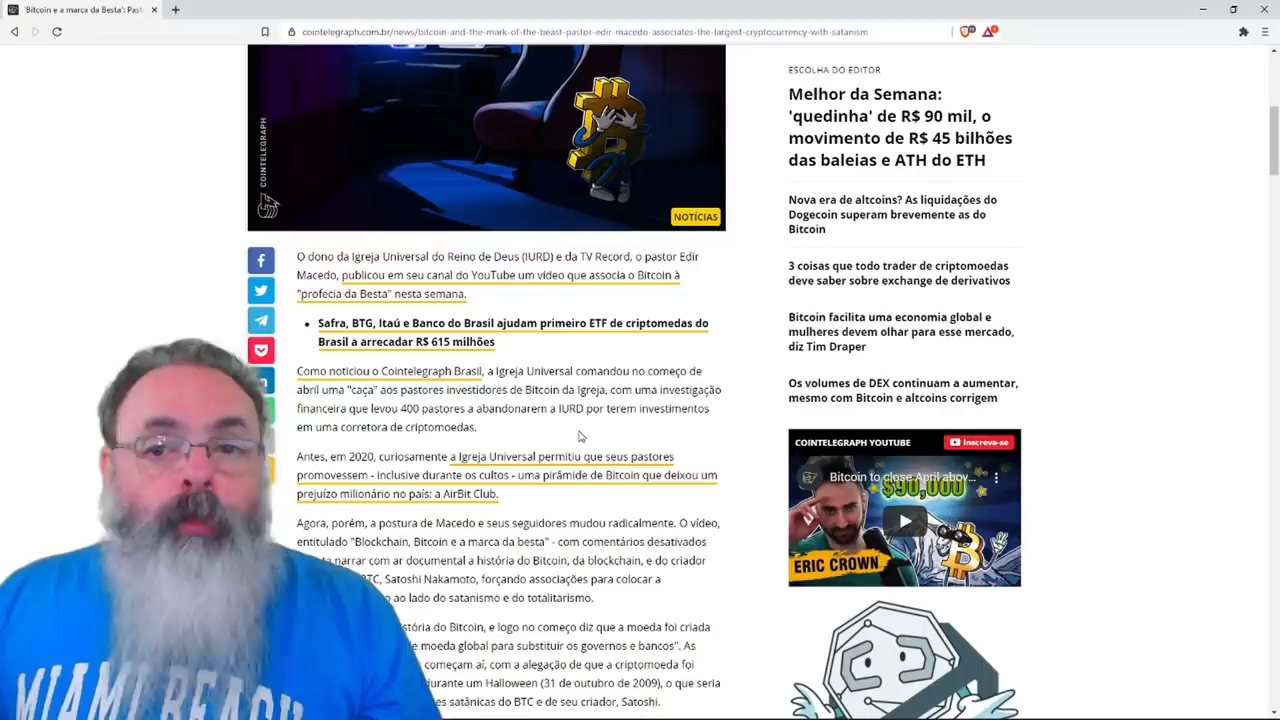 'Bitcoin e a marca da Besta': Past
cointelegraph.com.br/news/bitcoin-and-the-mark-of-the-beast-pastor-edir-macedo-associates-the-largest-cryptocurrency-with-satanism
COINTELEGRAPH
NOTÍCIAS
O dono da Igreja Universal do Reino de Deus (IURD) e da TV Record, o pastor Edir
Macedo, publicou em seu canal do YouTube um vídeo que associa o Bitcoin à
"profecia da Besta" nesta semana.
• Safra, BTG, Itaú e Banco do Brasil ajudam primeiro ETF de criptomedas do
Brasil a arrecadar R$ 615 milhões
Como noticiou o Cointelegraph Brasil, a Igreja Universal comandou no começo de
abril uma "caça" aos pastores investidores de Bitcoin da Igreja, com uma investigação
financeira que levou 400 pastores a abandonarem a IURD por terem investimentos
em uma corretora de criptomoedas.
Antes, em 2020, curiosamente a Igreja Universal permitiu que seus pastores
promovessem - inclusive durante os cultos - uma pirâmide de Bitcoin que deixou um
prejuízo milionário no país: a AirBit Club.
Agora, porém, a postura de Macedo e seus seguidores mudou radicalmente. O vídeo,
entitulado "Blockchain, Bitcoin e a marca da besta" - com comentários desativados
narrar com ar documental a história do Bitcoin, da blockchain, e do criador
BTC, Satoshi Nakamoto, forçando associações para colocar a
ao lado do satanismo e do totalitarismo.
história do Bitcoin, e logo no começo diz que a moeda foi criada
moeda global para substituir os governos e bancos". As
começam aí, com a alegação de que a criptomoeda foi
durante um Halloween (31 de outubro de 2009), o que seria
satânicas do BTC e de seu criador, Satoshi.
ESCOLHA DO EDITOR
Melhor da Semana:
'quedinha' de R$ 90 mil, o
movimento de R$ 45 bilhões
das baleias e ATH do ETH
Nova era de altcoins? As liquidações do
Dogecoin superam brevemente as do
Bitcoin
3 coisas que todo trader de criptomoedas
deve saber sobre exchange de derivativos
Bitcoin facilita uma economia global e
mulheres devem olhar para esse mercado,
diz Tim Draper
Os volumes de DEX continuam a aumentar,
mesmo com Bitcoin e altcoins corrigem
COINTELEGRAPH YOUTUBE
Inscreva-se
Bitcoin to close April abov...
$90,000
ERIC CROWN